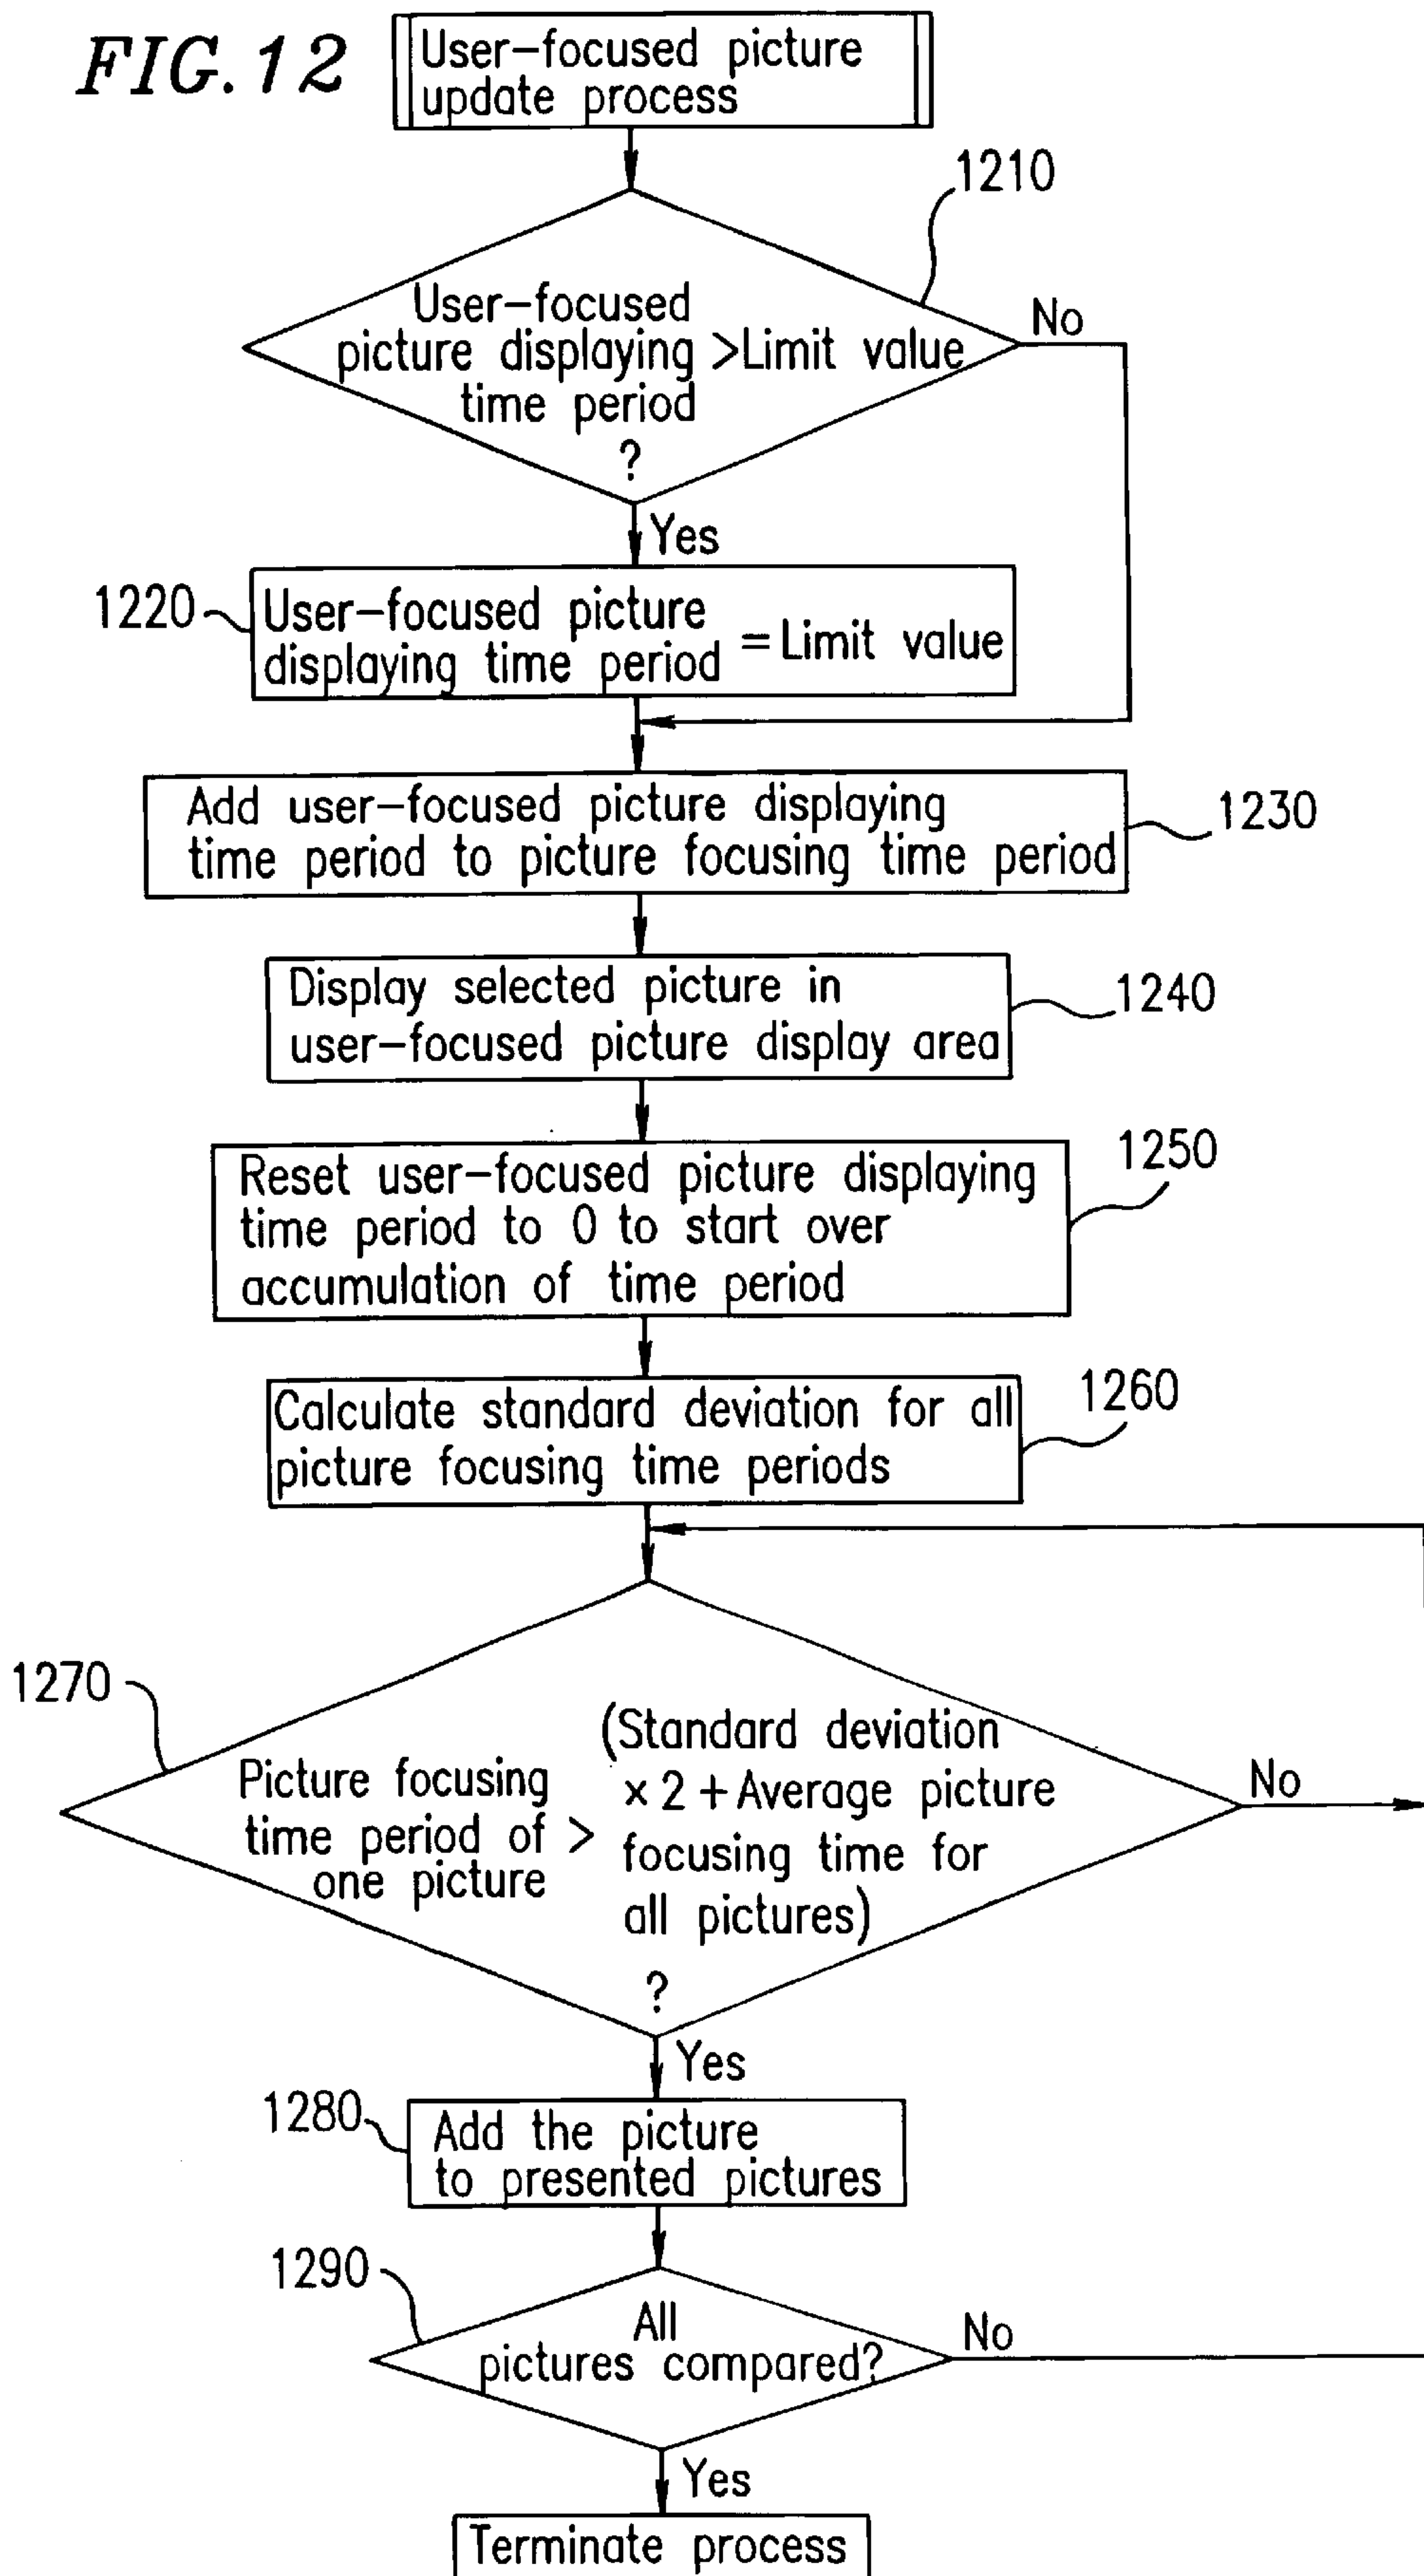 FIG. 12
User-focused picture
update process
1210
User-focused
picture displaying >Limit value
time period
?
No
Yes
1220
User-focused picture
displaying time period = Limit value
Add user-focused picture displaying
time period to picture focusing time period
1230
Display selected picture in
user-focused picture display area
1240
Reset user-focused picture displaying
time period to 0 to start over
accumulation of time period
1250
Calculate standard deviation for all
picture focusing time periods
1260
1270
Picture focusing
time period of >
one picture
(Standard deviation
× 2 + Average picture
focusing time for
all pictures)
?
No
Yes
1280
Add the picture
to presented pictures
1290
All
pictures compared?
No
Yes
Terminate process